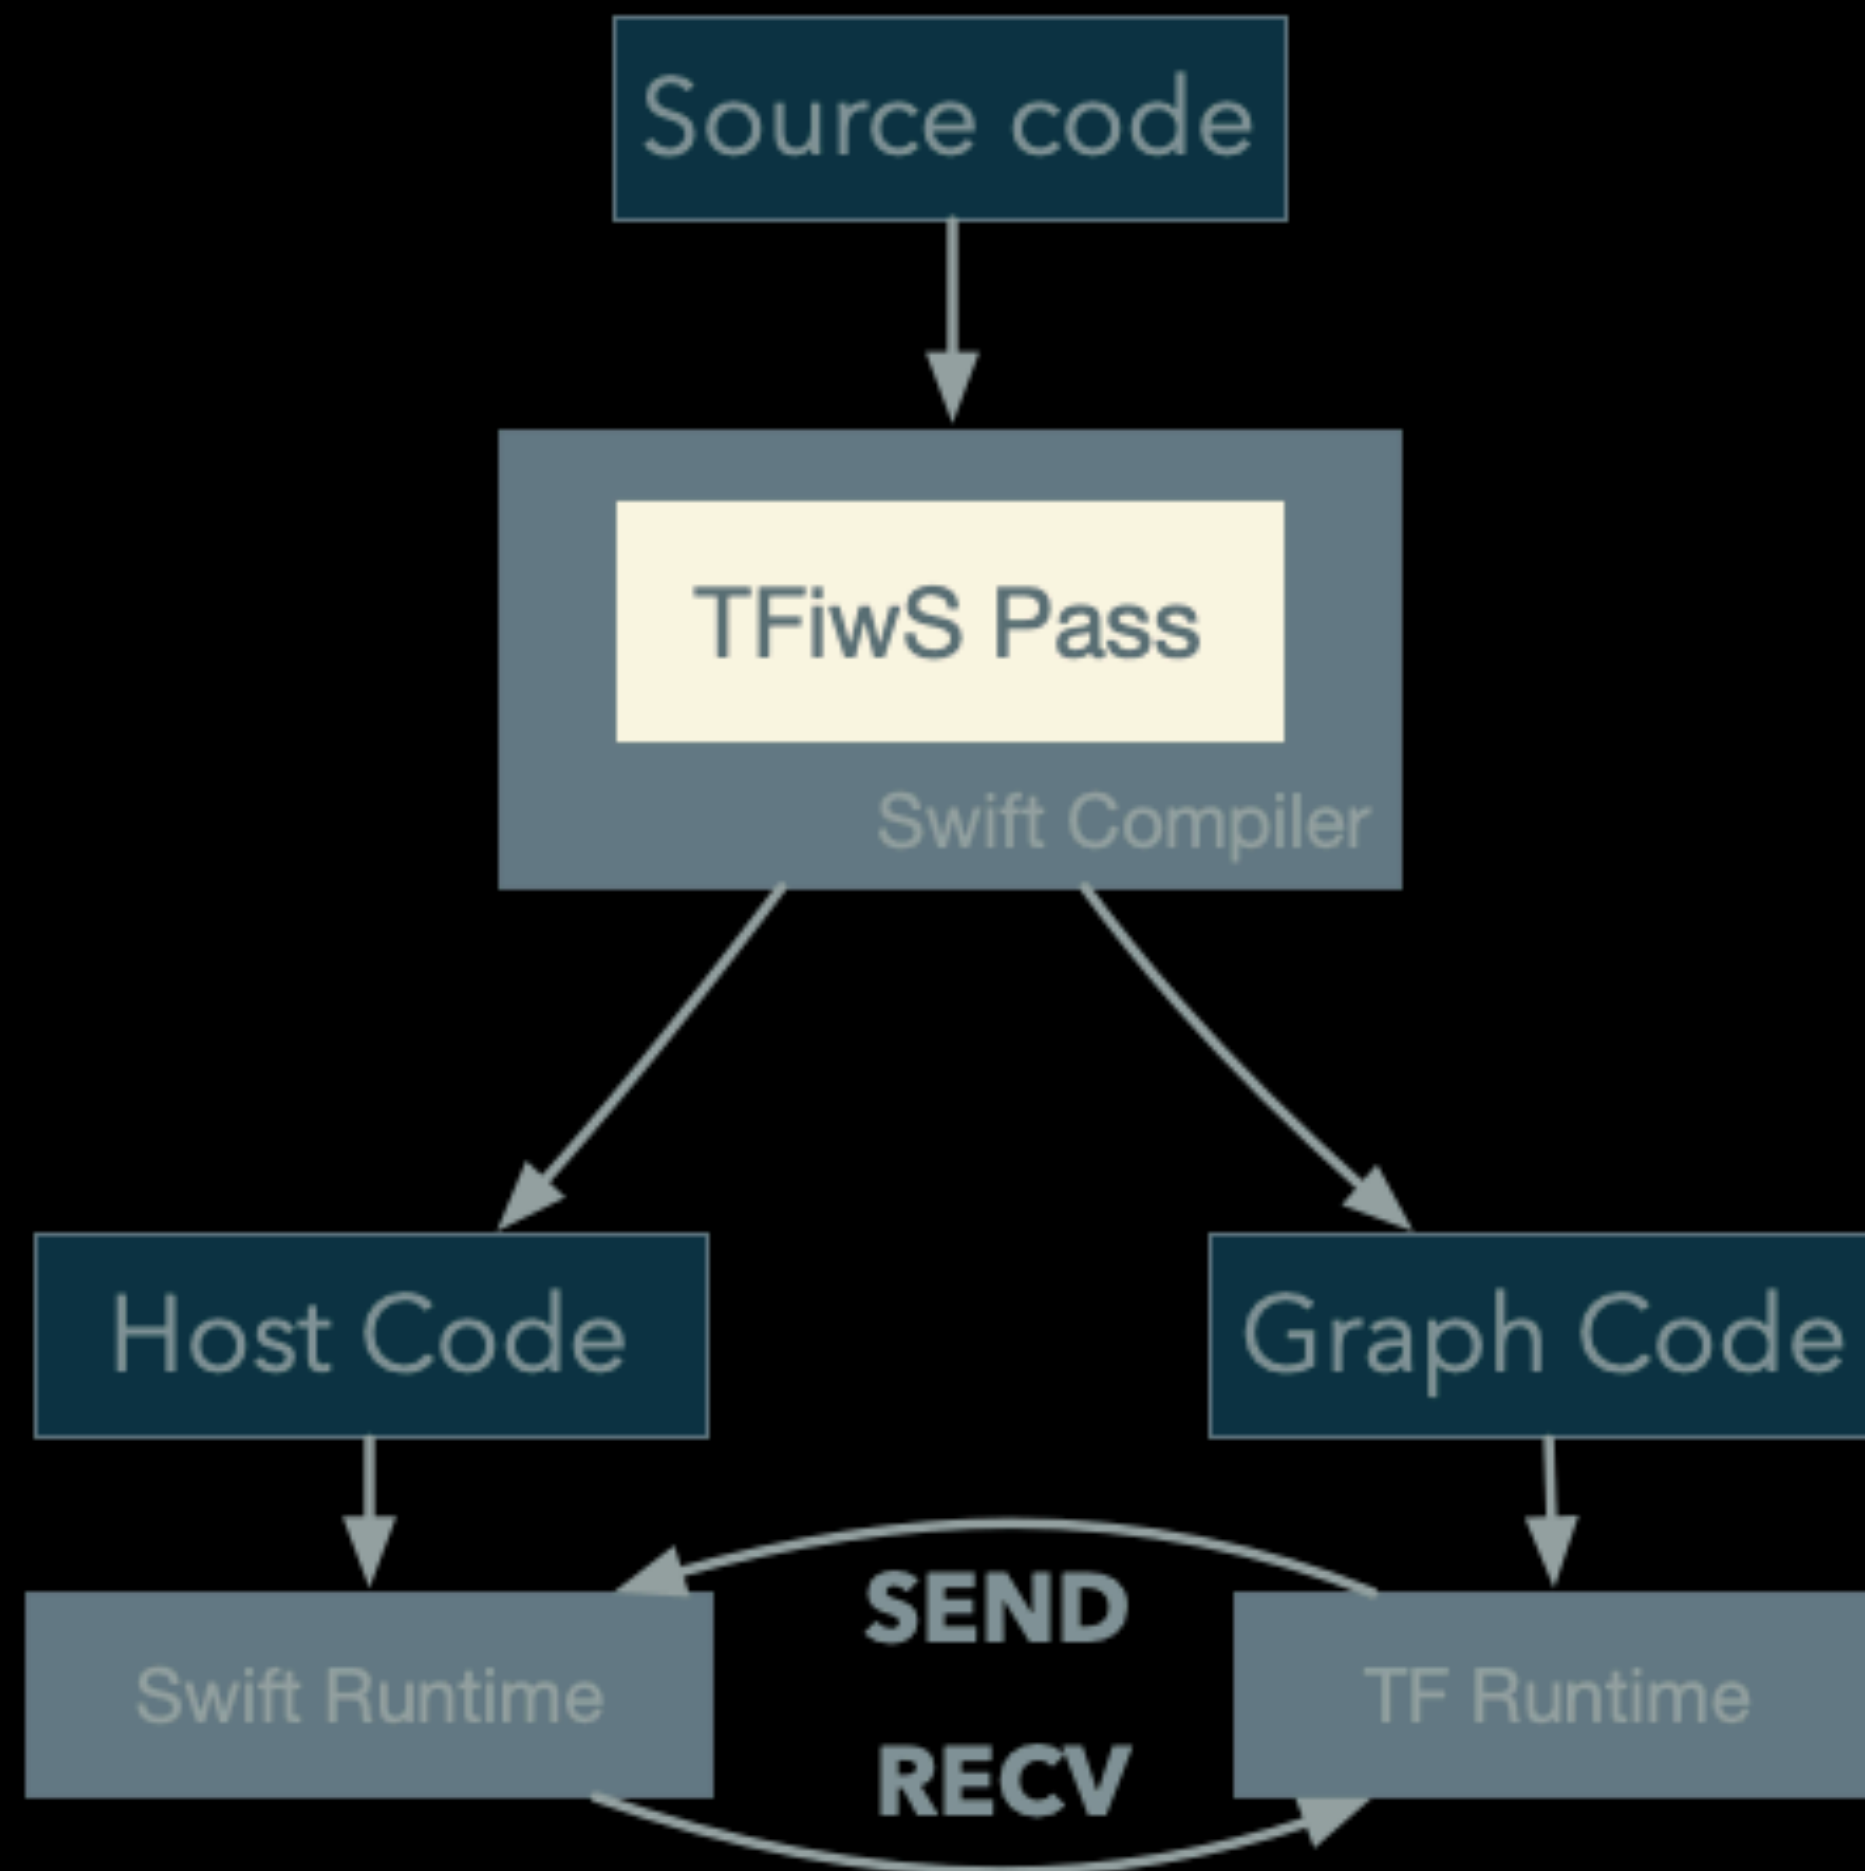 Source code
TFiwS Pass
Swift Compiler
Host Code
Graph Code
SEND
Swift Runtime
TF Runtime
RECV